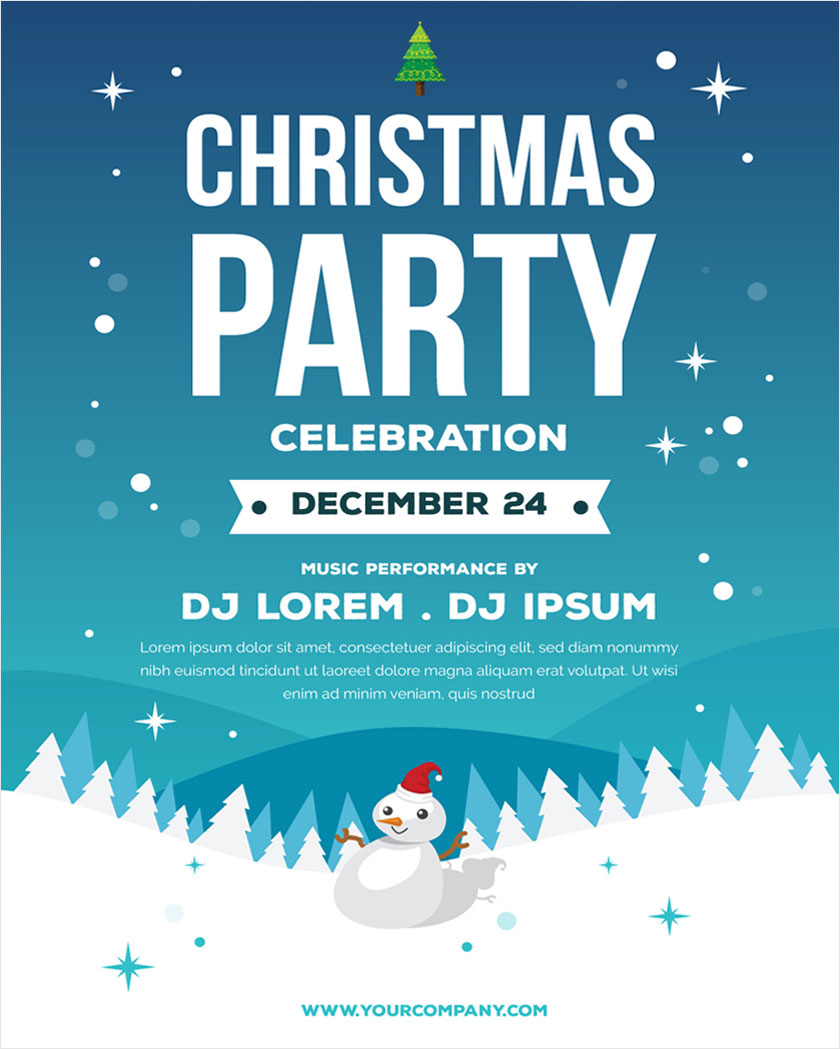 CHRISTMAS
PARTY
CELEBRATION
DECEMBER 24
MUSIC PERFORMANCE BY
DJ LOREM . DJ IPSUM
Lorem ipsum dolor sit amet, consectetuer adipiscing elit, sed diam nonummy
nibh euismod tincidunt ut laoreet dolore magna aliquam erat volutpat. Ut wisi
enim ad minim veniam, quis nostrud
WWW.YOURCOMPANY.COM